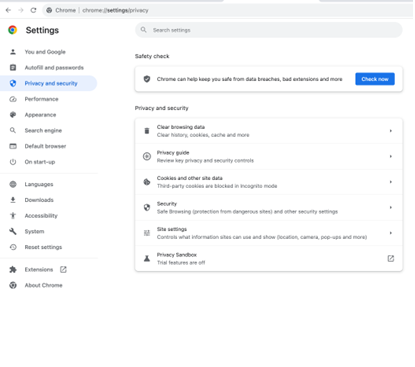 Chrome | chrome://settings/privacy
Settings
Search settings
You and Google
Autofill and passwords
Privacy and security
Performance
Appearance
Search engine
Default browser
On start-up
Languages
Downloads
Accessibility
System
Reset settings
Extensions
About Chrome
Safety check
Chrome can help keep you safe from data breaches, bad extensions and more
Check now
Privacy and security
Clear browsing data
Clear history, cookies, cache and more
Privacy guide
Review key privacy and security controls
Cookies and other site data
Third-party cookies are blocked in Incognito mode
Security
Safe Browsing (protection from dangerous sites) and other security settings
Site settings
Controls what information sites can use and show (location, camera, pop-ups and more)
Privacy Sandbox
Trial features are off